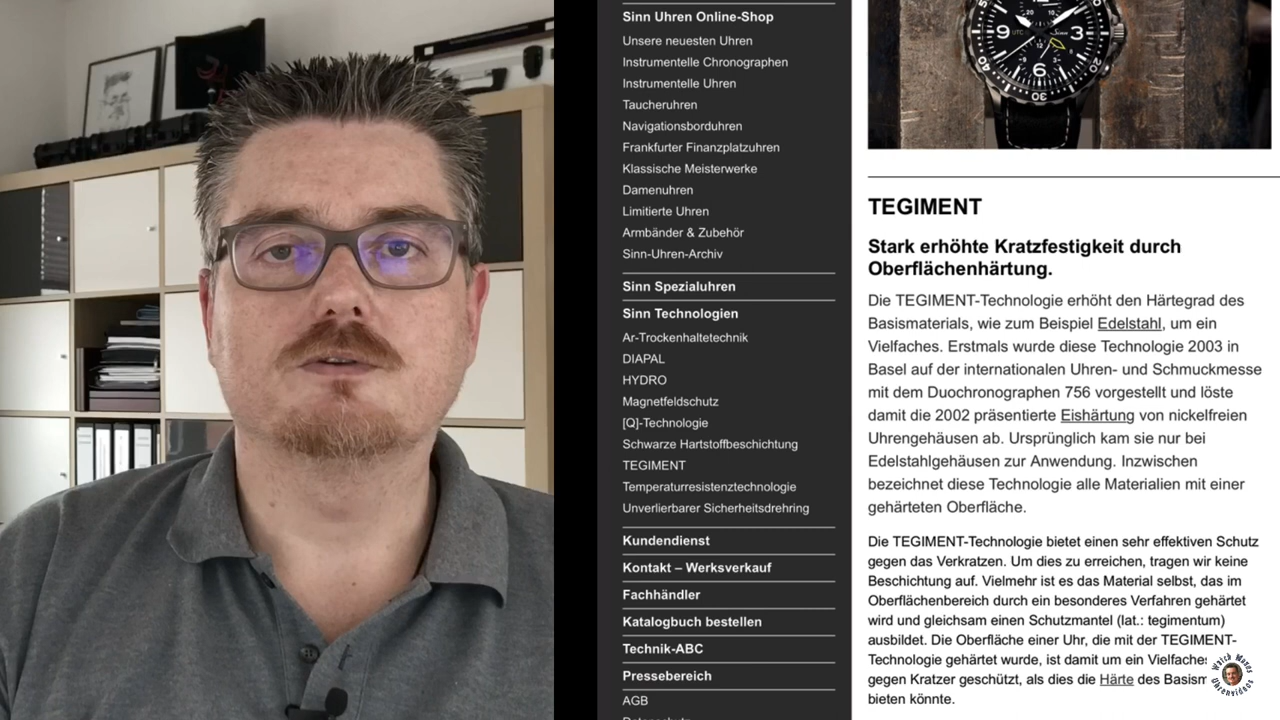 Sinn Uhren Online-Shop
Unsere neuesten Uhren
Instrumentelle Chronographen
Instrumentelle Uhren
Taucheruhren
Navigationsborduhren
Frankfurter Finanzplatzuhren
Klassische Meisterwerke
Damenuhren
Limitierte Uhren
Armbänder & Zubehör
Sinn-Uhren-Archiv
Sinn Spezialuhren
Sinn Technologien
Ar-Trockenhaltetechnik
DIAPAL
HYDRO
Magnetfeldschutz
[Q]-Technologie
Schwarze Hartstoffbeschichtung
TEGIMENT
Temperaturresistenztechnologie
Unverlierbarer Sicherheitsdrehring
Kundendienst
Kontakt – Werksverkauf
Fachhändler
Katalogbuch bestellen
Technik-ABC
Pressebereich
AGB
TEGIMENT
Stark erhöhte Kratzfestigkeit durch
Oberflächenhärtung.
Die TEGIMENT-Technologie erhöht den Härtegrad des
Basismaterials, wie zum Beispiel Edelstahl, um ein
Vielfaches. Erstmals wurde diese Technologie 2003 in
Basel auf der internationalen Uhren- und Schmuckmesse
mit dem Duochronographen 756 vorgestellt und löste
damit die 2002 präsentierte Eishärtung von nickelfreien
Uhrengehäusen ab. Ursprünglich kam sie nur bei
Edelstahlgehäusen zur Anwendung. Inzwischen
bezeichnet diese Technologie alle Materialien mit einer
gehärteten Oberfläche.
Die TEGIMENT-Technologie bietet einen sehr effektiven Schutz
gegen das Verkratzen. Um dies zu erreichen, tragen wir keine
Beschichtung auf. Vielmehr ist es das Material selbst, das im
Oberflächenbereich durch ein besonderes Verfahren gehärtet
wird und gleichsam einen Schutzmantel (lat.: tegimentum)
ausbildet. Die Oberfläche einer Uhr, die mit der TEGIMENT-
Technologie gehärtet wurde, ist damit um ein Vielfaches
gegen Kratzer geschützt, als dies die Härte des Basism
bieten könnte.
Watch Moses
Uhrenvideos